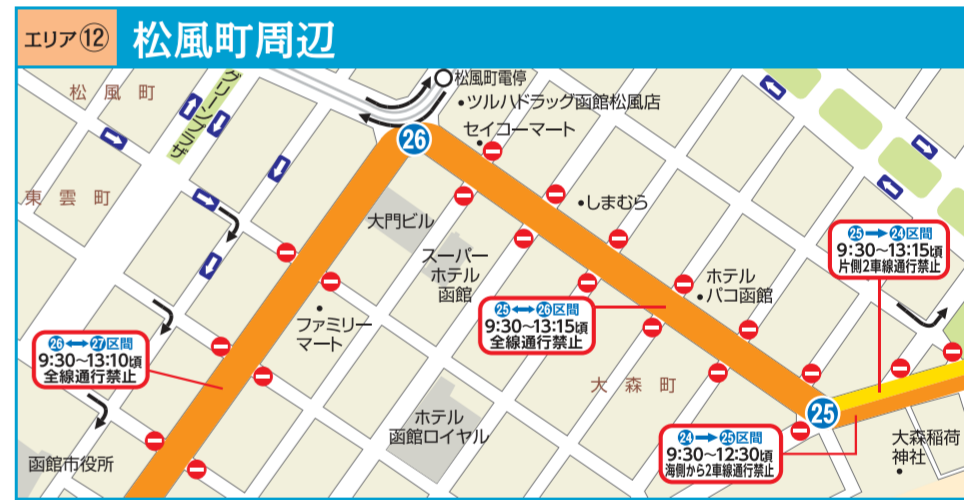 エリア⑫ 松風町周辺
松風町
グリーンプラザ
松風町電停
・ツルハドラッグ函館松風店
セイコーマート
26
東雲町
大門ビル
・しまむら
スーパー
ホテル
函館
25↔26区間
9:30~13:15頃
全線通行禁止
ホテル
・パコ函館
25→24区間
9:30~13:15頃
片側2車線通行禁止
ファミリー
マート
26↔27区間
9:30~13:10頃
全線通行禁止
大森町
25
ホテル
函館ロイヤル
24→25区間
9:30~12:30頃
海側から2車線通行禁止
大森稲荷
神社
函館市役所